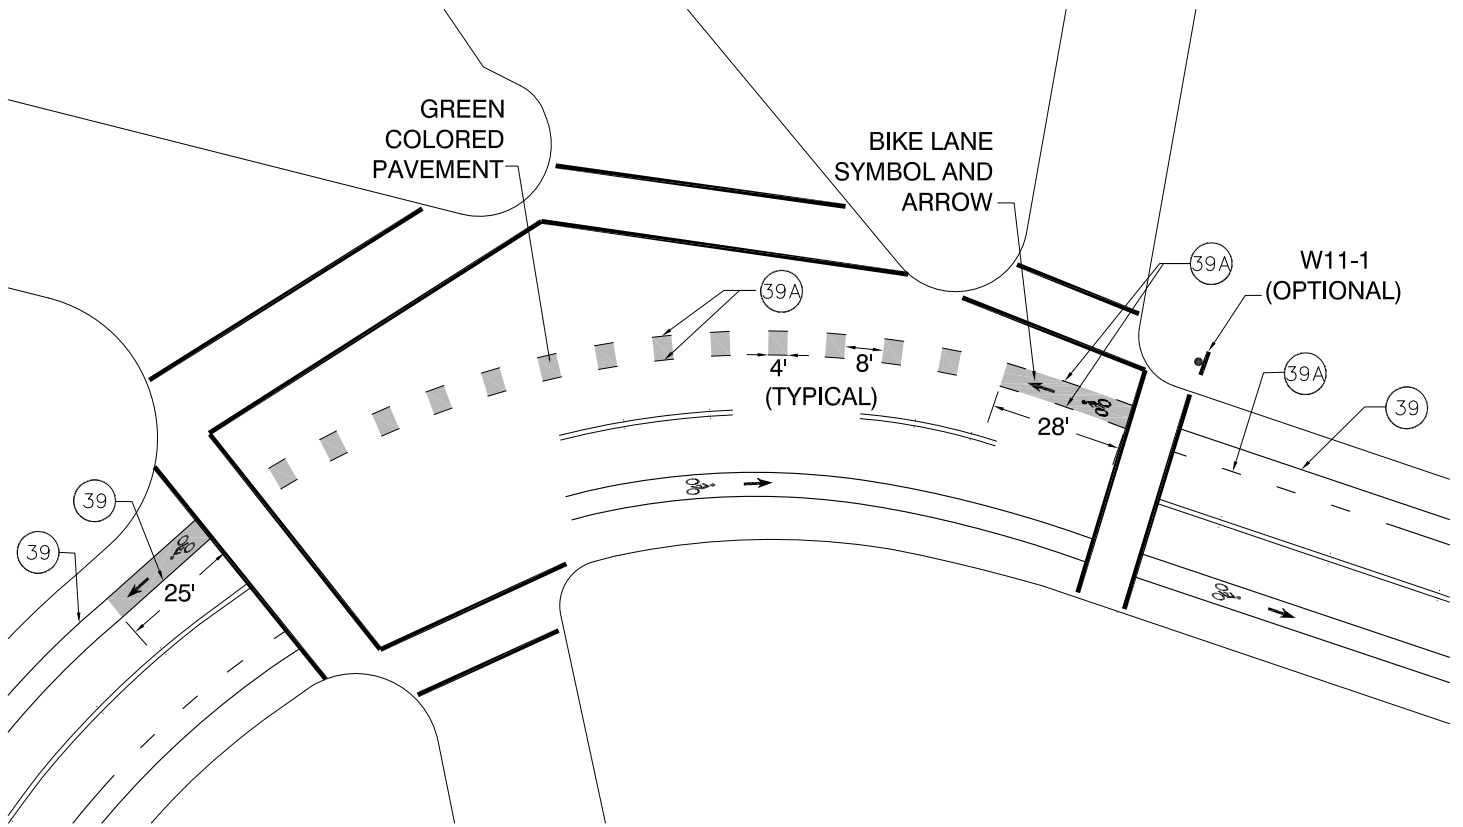 GREEN
COLORED
PAVEMENT
BIKE LANE
SYMBOL AND
ARROW
39A
W11-1
(OPTIONAL)
39A
4'
8'
(TYPICAL)
39A
39
28'
39
39
25'